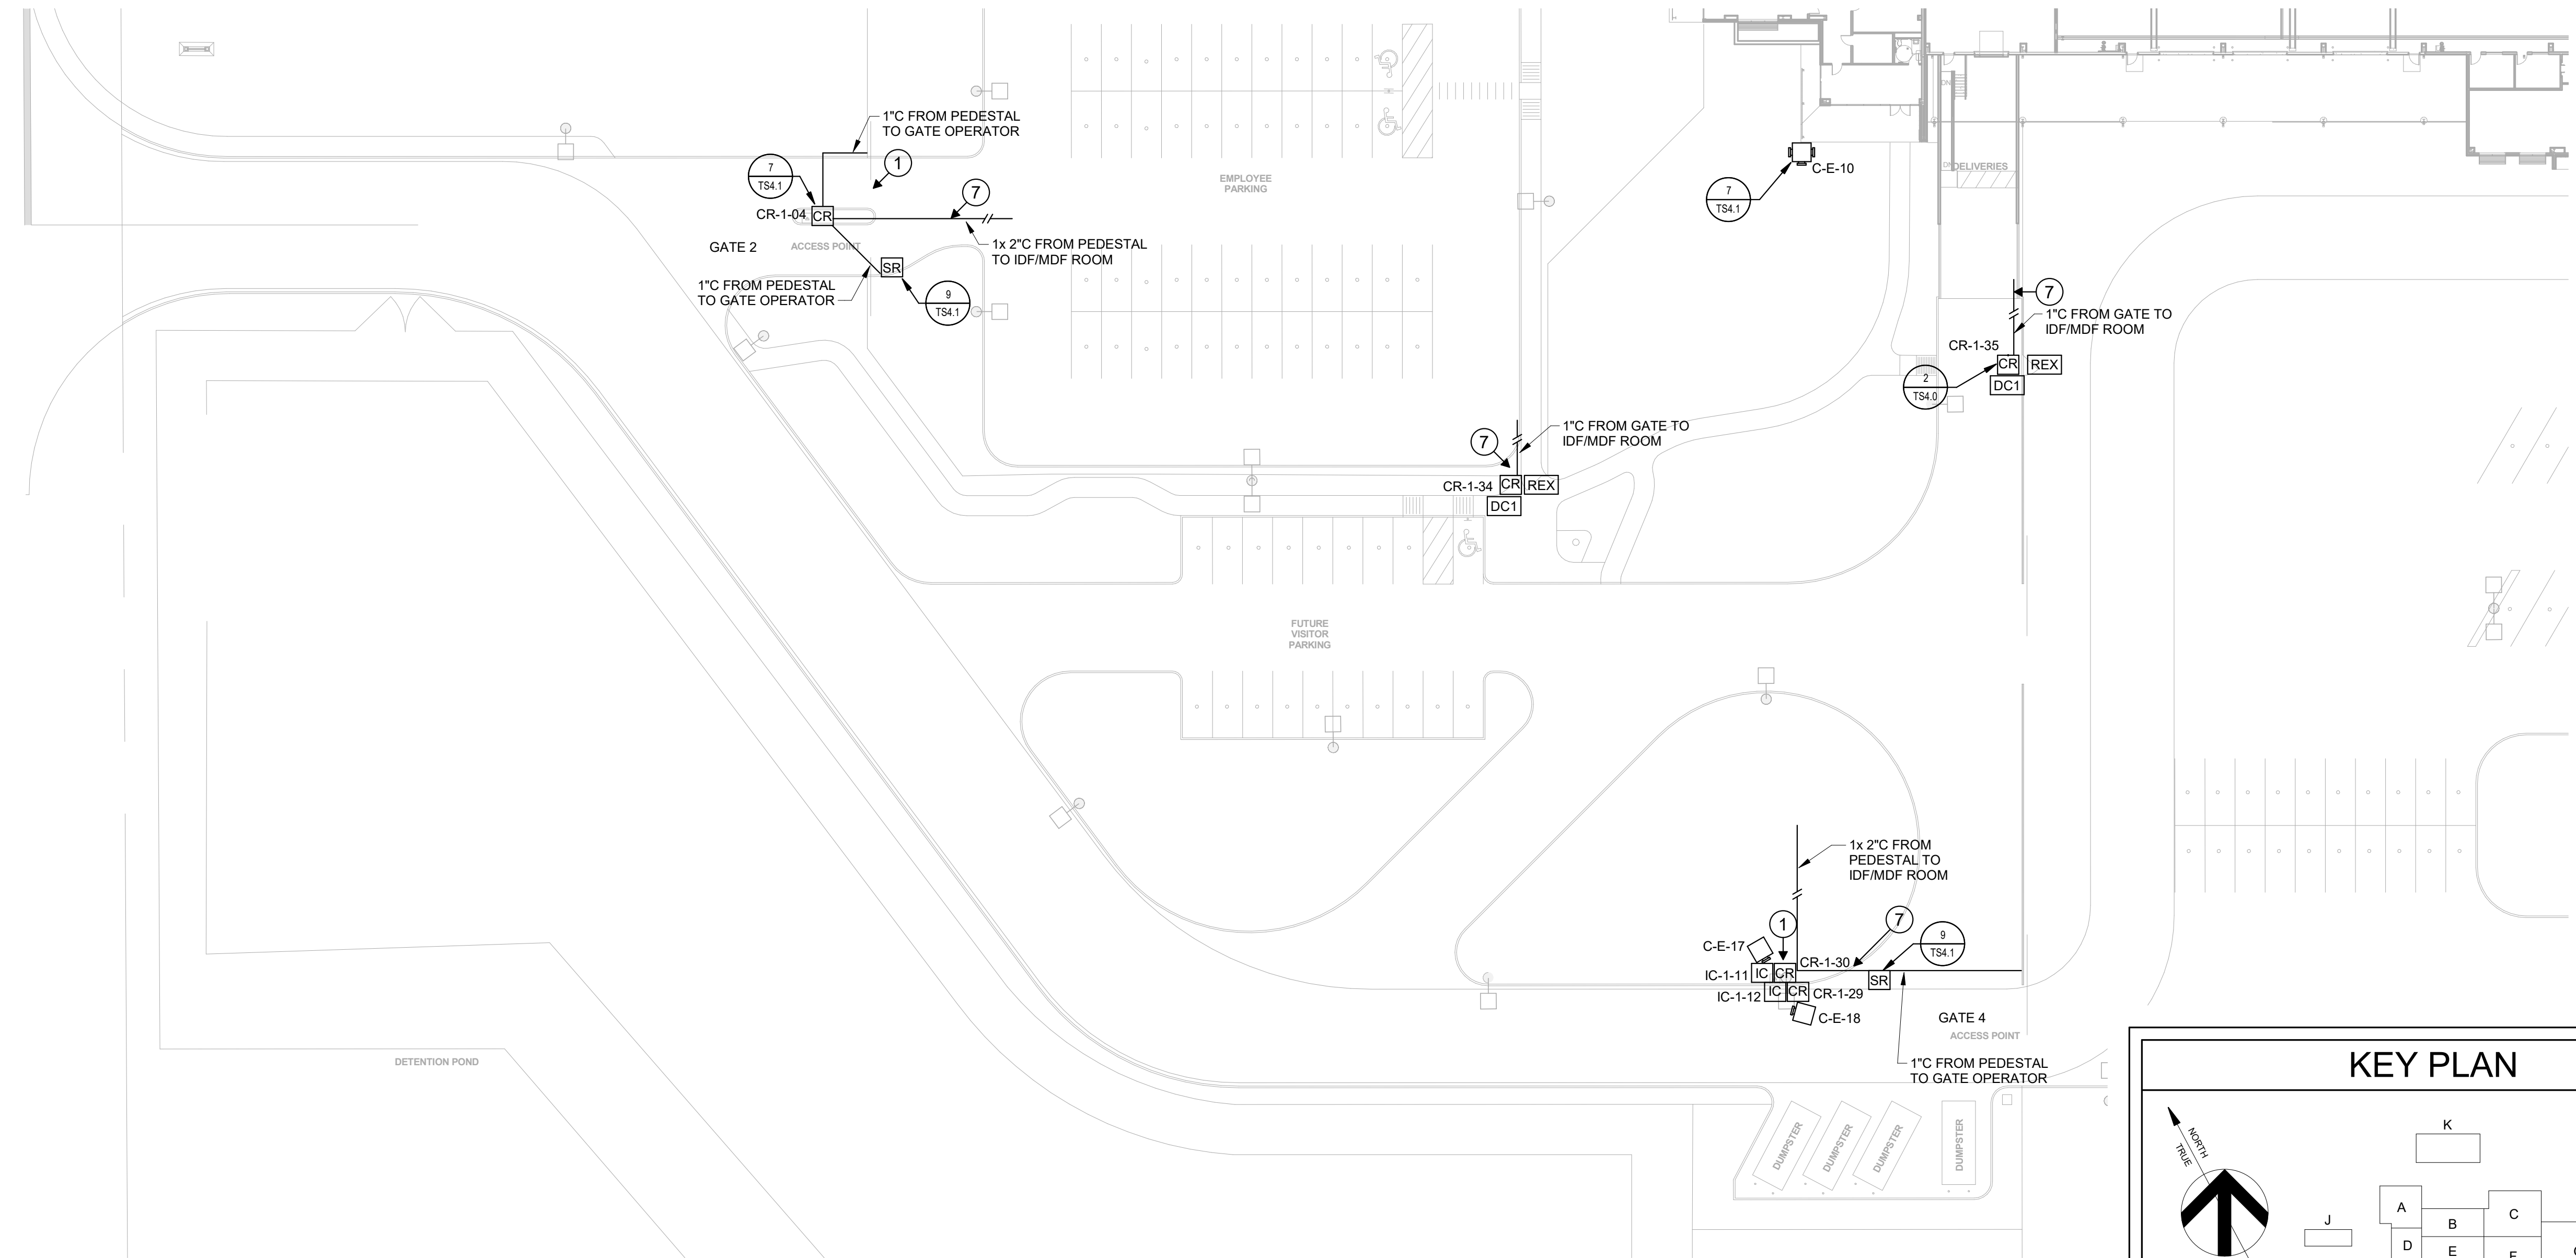 1"C FROM PEDESTAL
TO GATE OPERATOR
7
TS4.1
1
7
CR-1-04
CR
1x 2"C FROM PEDESTAL
TO IDF/MDF ROOM
GATE 2
ACCESS POINT
SR
1"C FROM PEDESTAL
TO GATE OPERATOR
9
TS4.1
EMPLOYEE
PARKING
C-E-10
7
TS4.1
DN
DN
DELIVERIES
7
1"C FROM GATE TO
IDF/MDF ROOM
CR-1-35
CR
REX
DC1
2
TS4.0
1"C FROM GATE TO
IDF/MDF ROOM
7
CR-1-34
CR
REX
DC1
FUTURE
VISITOR
PARKING
1x 2"C FROM
PEDESTAL TO
IDF/MDF ROOM
1
7
9
TS4.1
C-E-17
CR-1-30
IC-1-11
IC
CR
SR
IC-1-12
IC
CR
CR-1-29
C-E-18
GATE 4
ACCESS POINT
1"C FROM PEDESTAL
TO GATE OPERATOR
DETENTION POND
DUMPSTER
DUMPSTER
DUMPSTER
DUMPSTER
KEY PLAN
NORTH
TRUE
K
J
A
B
C
D
E